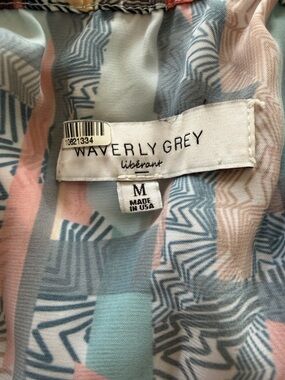 10821334
WAVERLY GREY
libérant
M
MADE
IN USA